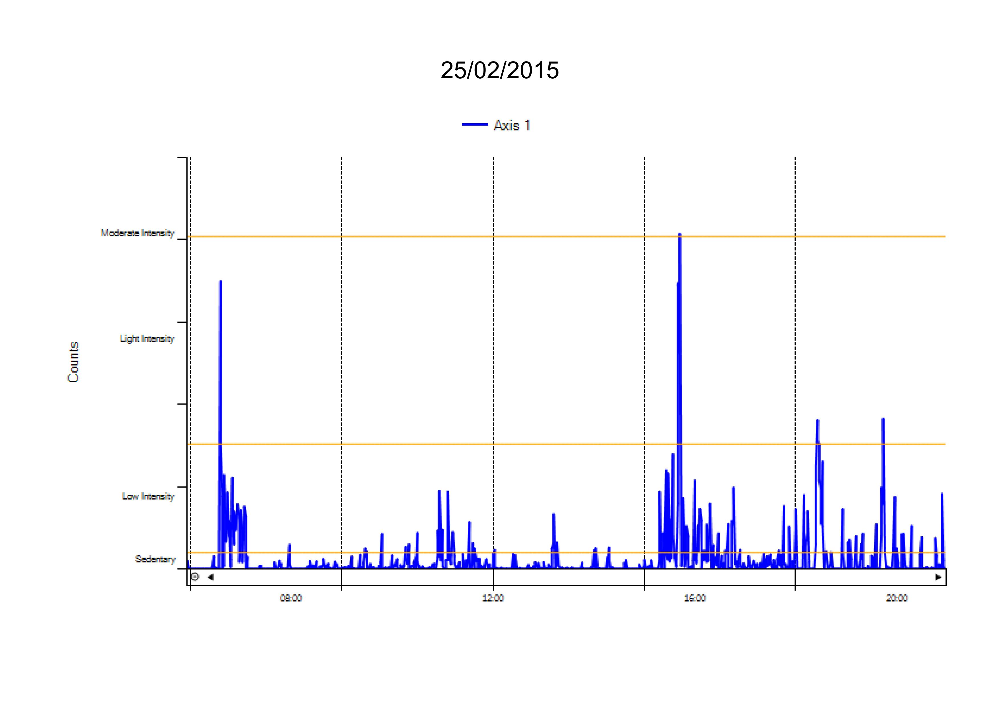 25/02/2015
Axis 1
Moderate Intensity
Light Intensity
Counts
Low Intensity
Sedentary
08:00 12:00 16:00 20:00